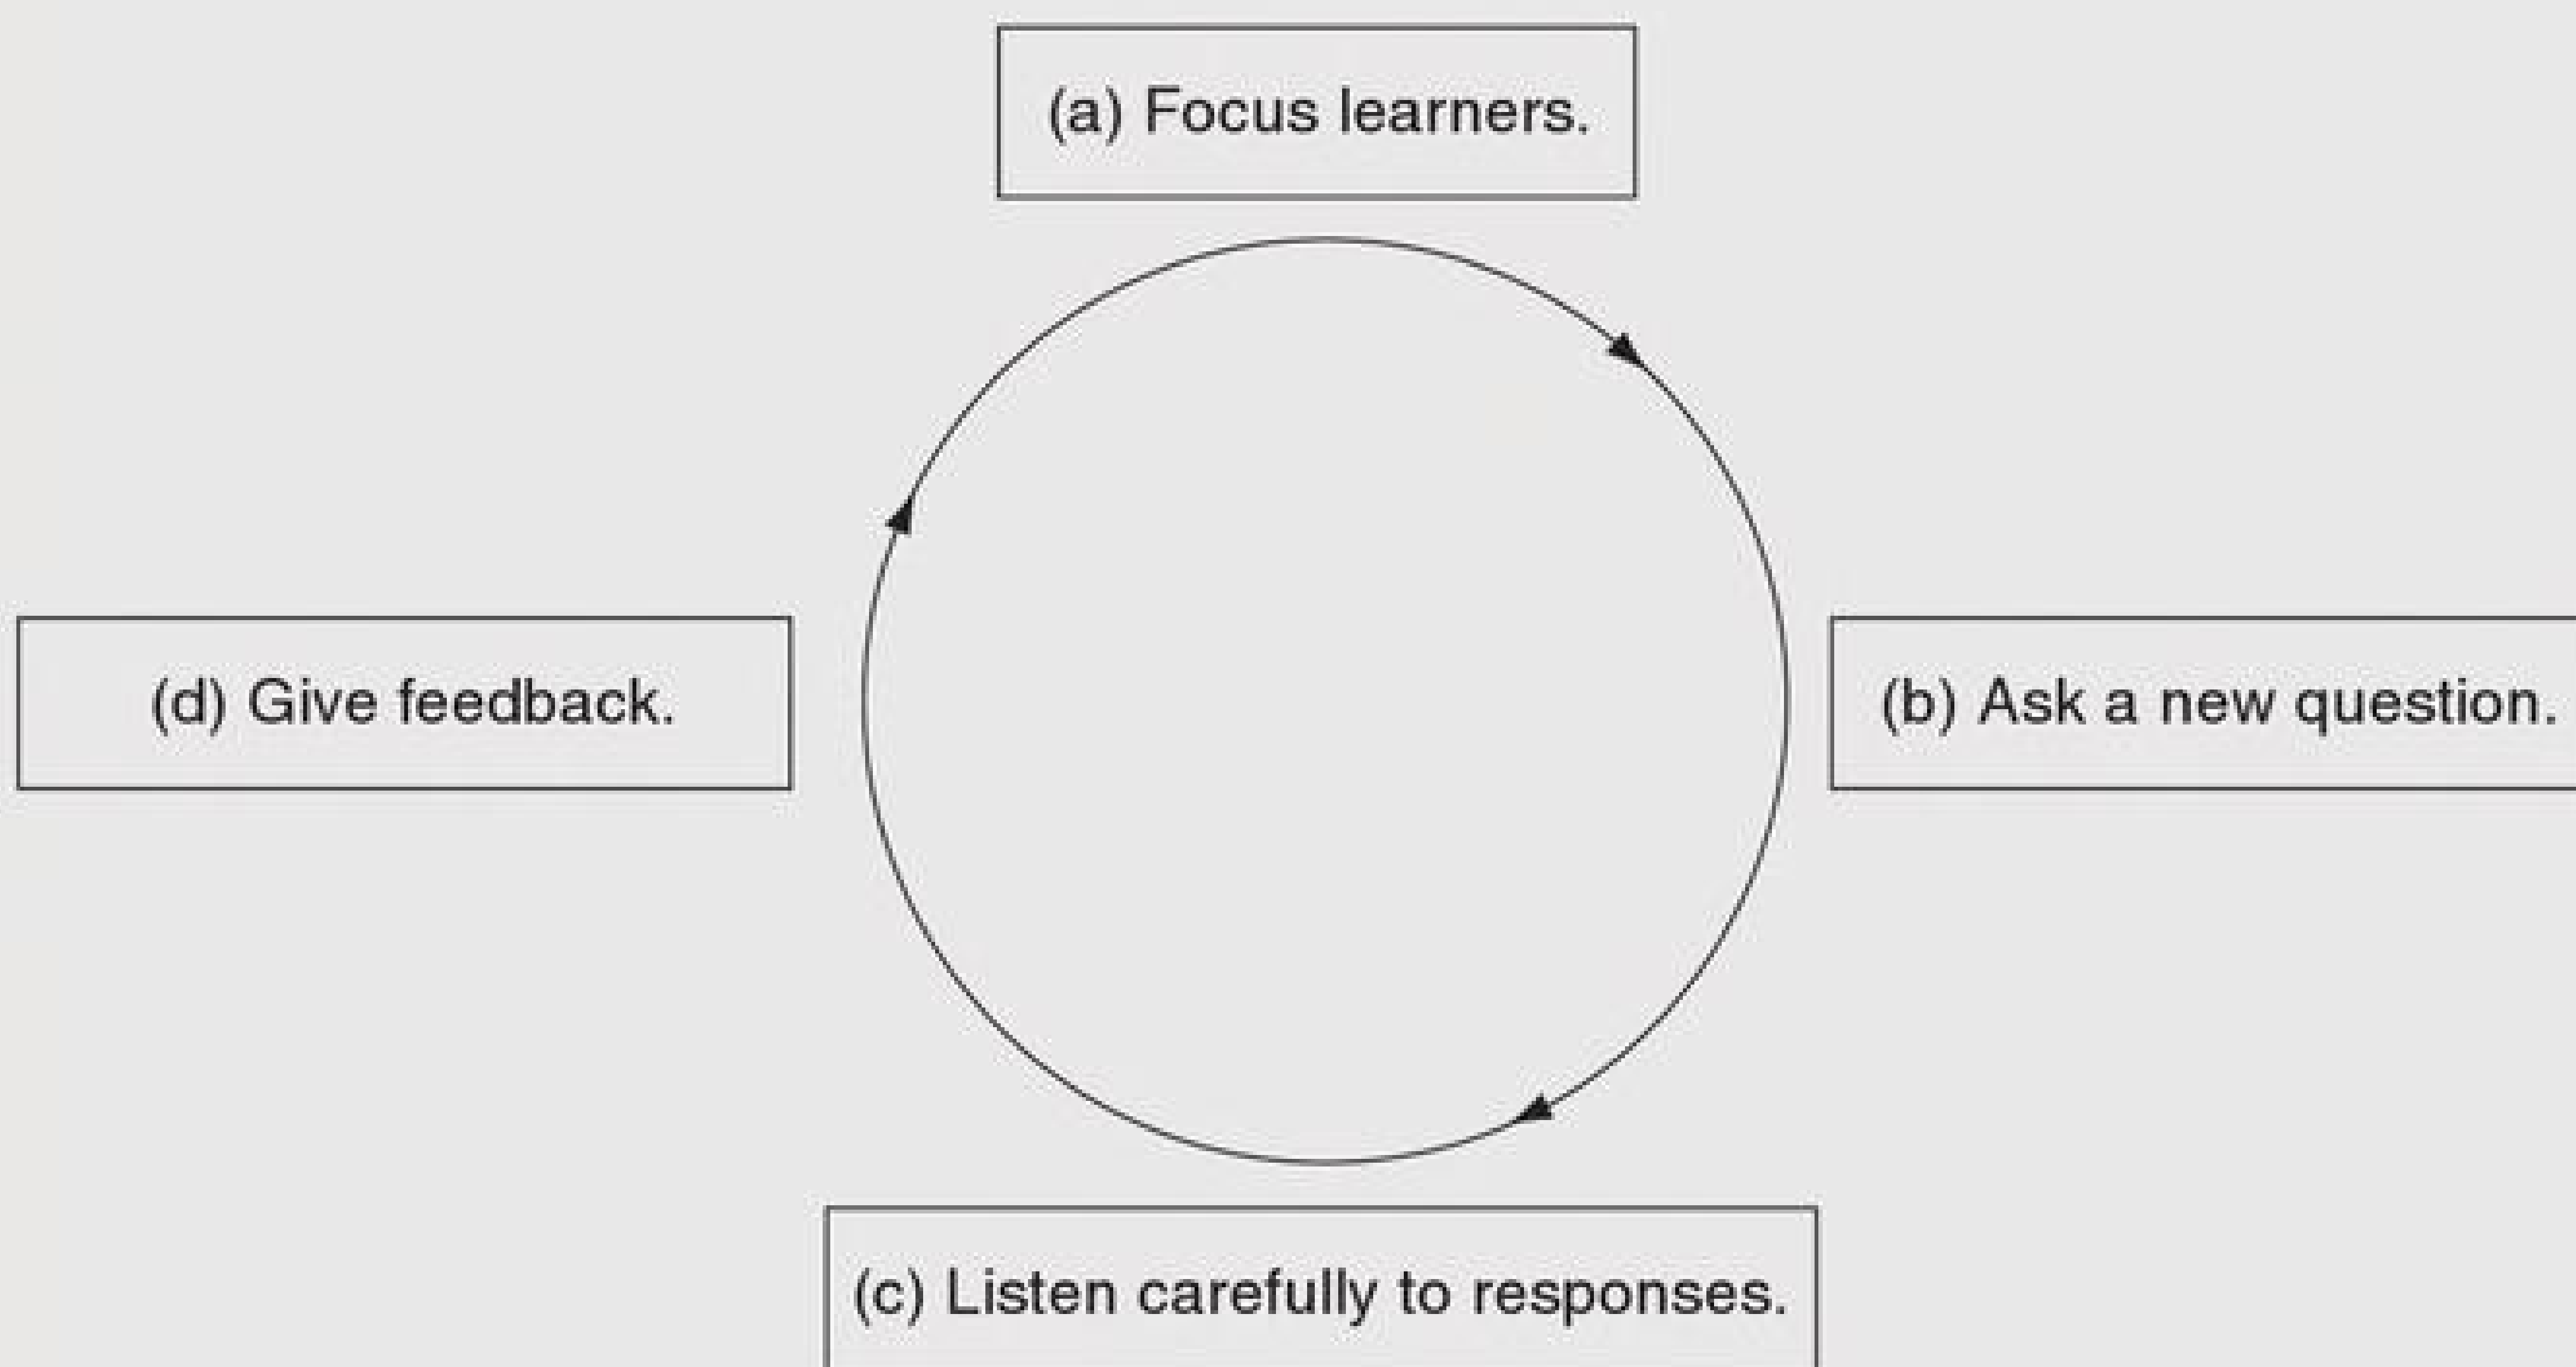 (a) Focus learners.
(d) Give feedback.
(b) Ask a new question.
(c) Listen carefully to responses.